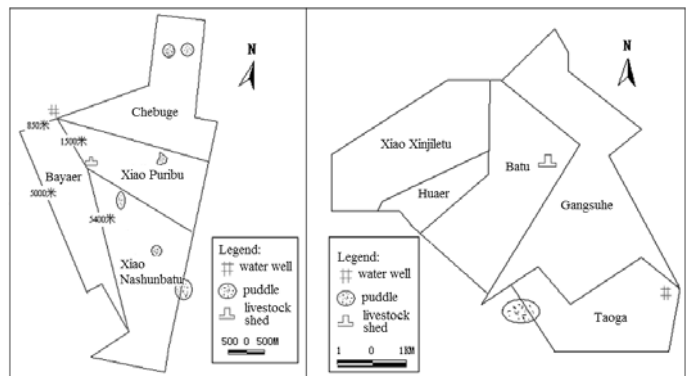 N
Chebuge
850米
1500米
Bayaer
Xiao Puribu
5000米
5400米
Xiao
Nashunbatu
Legend:
water well
puddle
livestock
shed
500 0 500M
N
Xiao Xinjiletu
Batu
Huaer
Gangsuhe
Taoga
Legend:
water well
puddle
livestock
shed
1 0 1KM